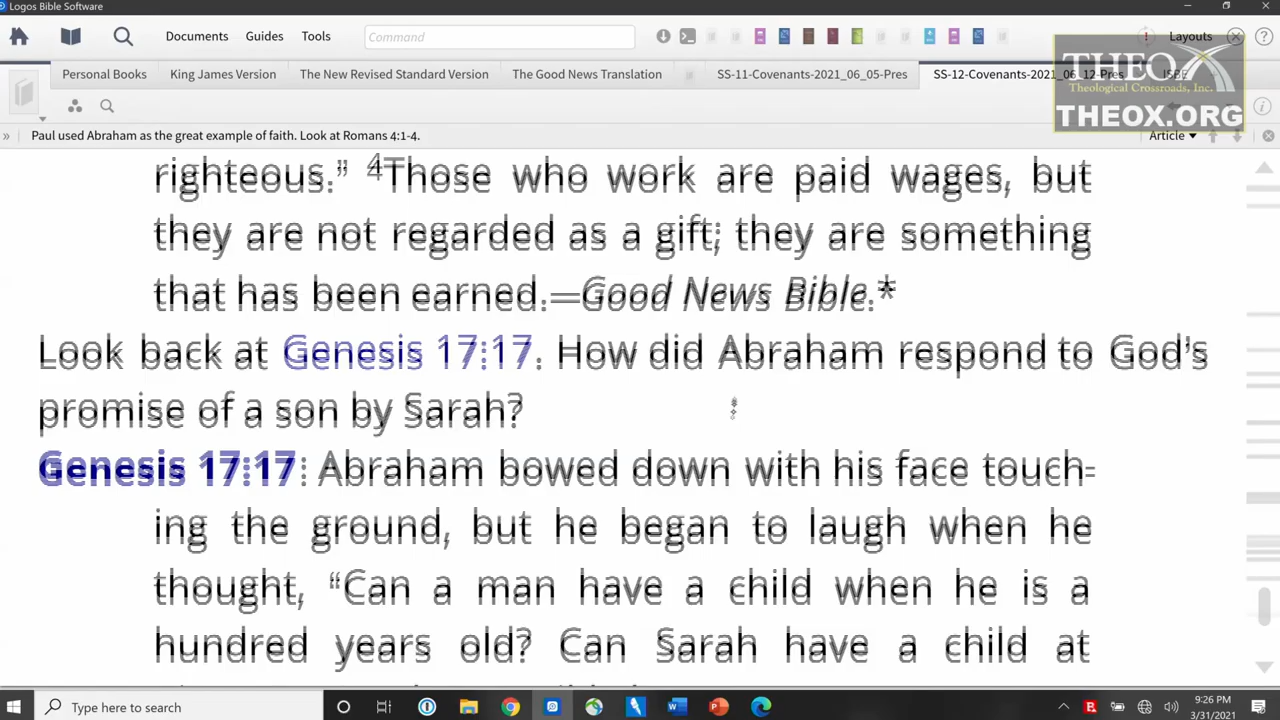 Logos Bible Software
Documents Guides Tools Command Layouts
THEOX
Theological Crossroads, Inc.
THEOX.ORG
Personal Books King James Version The New Revised Standard Version The Good News Translation SS-11-Covenants-2021_06_05-Pres SS-12-Covenants-2021_06_12-Pres ISBE
Paul used Abraham as the great example of faith. Look at Romans 4:1-4. Article
righteous.” 4Those who work are paid wages, but
they are not regarded as a gift; they are something
that has been earned.—Good News Bible.*
Look back at Genesis 17:17. How did Abraham respond to God’s
promise of a son by Sarah?
Genesis 17:17: Abraham bowed down with his face touch-
ing the ground, but he began to laugh when he
thought, “Can a man have a child when he is a
hundred years old? Can Sarah have a child at
Type here to search
9:26 PM
3/31/2021